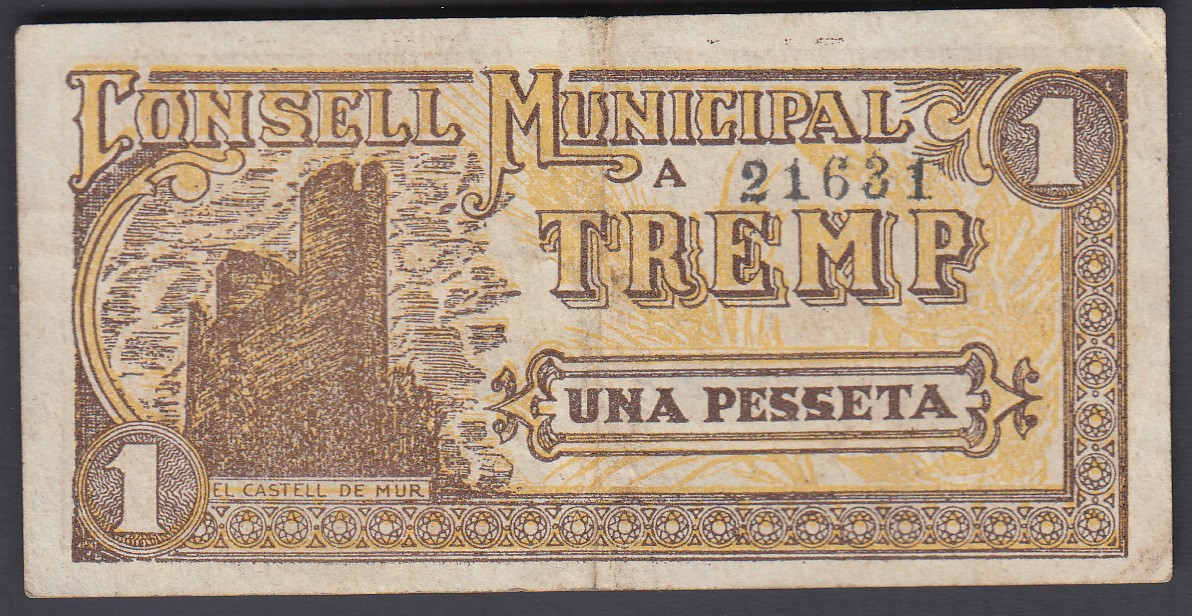 CONSELL MUNICIPAL
1
A 21631
TREMP
UNA PESSETA
EL CASTELL DE MUR
1